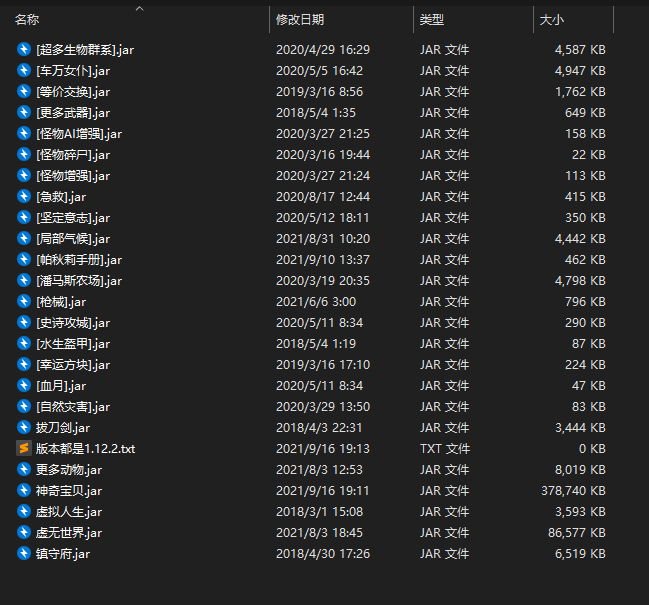 名称 修改日期 类型 大小
[超多生物群系].jar 2020/4/29 16:29 JAR 文件 4,587 KB
[车万女仆].jar 2020/5/5 16:42 JAR 文件 4,947 KB
[等价交换].jar 2019/3/16 8:56 JAR 文件 1,762 KB
[更多武器].jar 2018/5/4 1:35 JAR 文件 649 KB
[怪物AI增强].jar 2020/3/27 21:25 JAR 文件 158 KB
[怪物碎尸].jar 2020/3/16 19:44 JAR 文件 22 KB
[怪物增强].jar 2020/3/27 21:24 JAR 文件 113 KB
[急救].jar 2020/8/17 12:44 JAR 文件 415 KB
[坚定意志].jar 2020/5/12 18:11 JAR 文件 350 KB
[局部气候].jar 2021/8/31 10:20 JAR 文件 4,442 KB
[帕秋莉手册].jar 2021/9/10 13:37 JAR 文件 462 KB
[潘马斯农场].jar 2020/3/19 20:35 JAR 文件 4,798 KB
[枪械].jar 2021/6/6 3:00 JAR 文件 796 KB
[史诗攻城].jar 2020/5/11 8:34 JAR 文件 290 KB
[水生盔甲].jar 2018/5/4 1:19 JAR 文件 87 KB
[幸运方块].jar 2019/3/16 17:10 JAR 文件 224 KB
[血月].jar 2020/5/11 8:34 JAR 文件 47 KB
[自然灾害].jar 2020/3/29 13:50 JAR 文件 83 KB
拔刀剑.jar 2018/4/3 22:31 JAR 文件 3,444 KB
版本都是1.12.2.txt 2021/9/16 19:13 TXT 文件 0 KB
更多动物.jar 2021/8/3 12:53 JAR 文件 8,019 KB
神奇宝贝.jar 2021/9/16 19:11 JAR 文件 378,740 KB
虚拟人生.jar 2018/3/1 15:08 JAR 文件 3,593 KB
虚无世界.jar 2021/8/3 18:45 JAR 文件 86,577 KB
镇守府.jar 2018/4/30 17:26 JAR 文件 6,519 KB